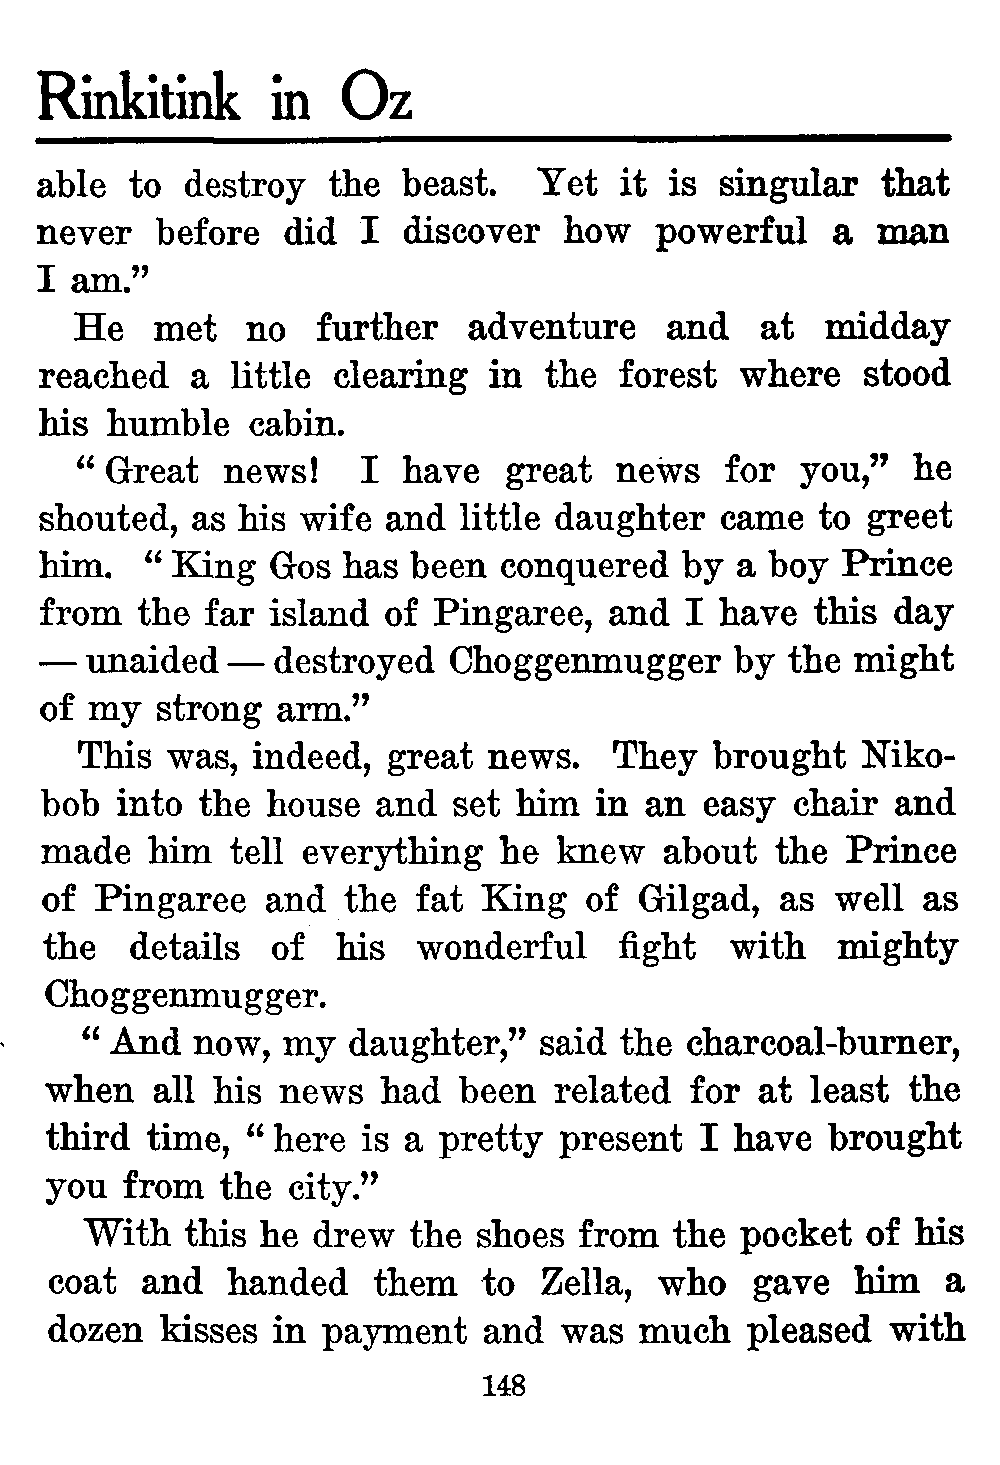 Rinkitink in Oz
able to destroy the beast. Yet it is singular that
never before did I discover how powerful a man
I am.”
He met no further adventure and at midday
reached a little clearing in the forest where stood
his humble cabin.
“ Great news! I have great news for you,” he
shouted, as his wife and little daughter came to greet
him. “ King Gos has been conquered by a boy Prince
from the far island of Pingaree, and I have this day
— unaided — destroyed Choggenmugger by the might
of my strong arm.”
This was, indeed, great news. They brought Niko-
bob into the house and set him in an easy chair and
made him tell everything he knew about the Prince
of Pingaree and the fat King of Gilgad, as well as
the details of his wonderful fight with mighty
Choggenmugger.
“ And now, my daughter,” said the charcoal-burner,
when all his news had been related for at least the
third time, “ here is a pretty present I have brought
you from the city.”
With this he drew the shoes from the pocket of his
coat and handed them to Zella, who gave him a
dozen kisses in payment and was much pleased with
148